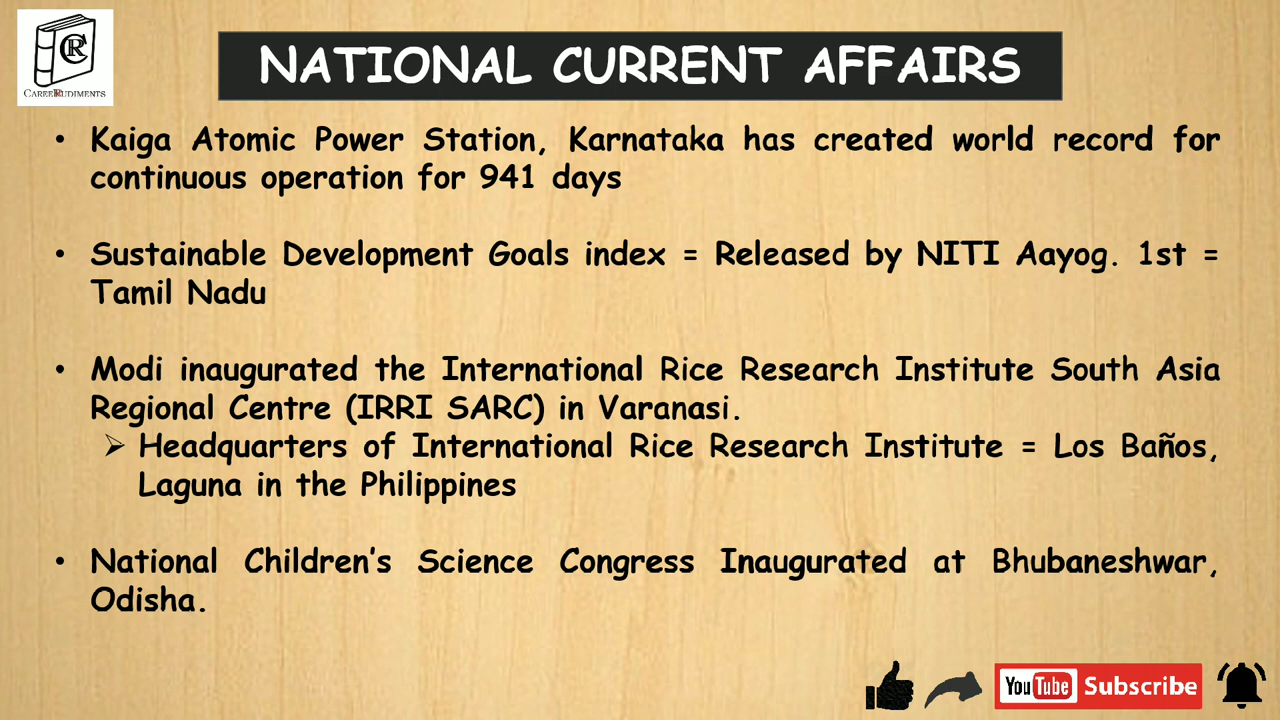 CR
CAREERUDIMENTS
NATIONAL CURRENT AFFAIRS
• Kaiga Atomic Power Station, Karnataka has created world record for
continuous operation for 941 days
• Sustainable Development Goals index = Released by NITI Aayog. 1st =
Tamil Nadu
• Modi inaugurated the International Rice Research Institute South Asia
Regional Centre (IRRI SARC) in Varanasi.
➢ Headquarters of International Rice Research Institute = Los Baños,
Laguna in the Philippines
• National Children's Science Congress Inaugurated at Bhubaneshwar,
Odisha.
YouTube Subscribe